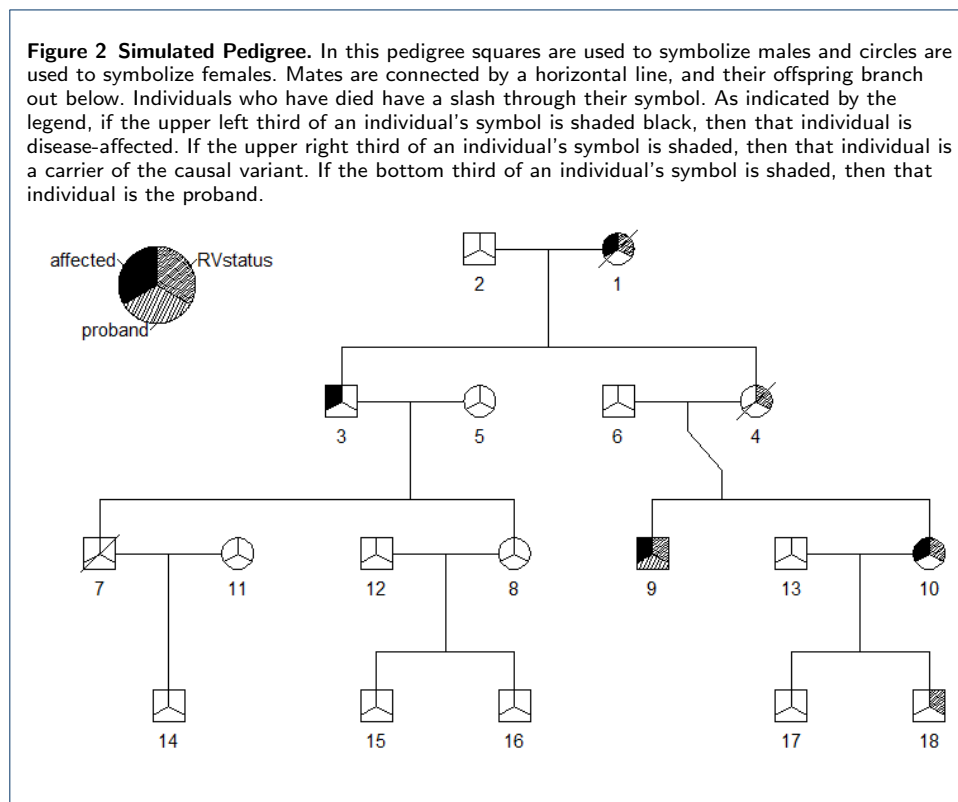 Figure 2 Simulated Pedigree. In this pedigree squares are used to symbolize males and circles are
used to symbolize females. Mates are connected by a horizontal line, and their offspring branch
out below. Individuals who have died have a slash through their symbol. As indicated by the
legend, if the upper left third of an individual's symbol is shaded black, then that individual is
disease-affected. If the upper right third of an individual's symbol is shaded, then that individual is
a carrier of the causal variant. If the bottom third of an individual's symbol is shaded, then that
individual is the proband.
affected RVstatus
proband
2 1
3 5 6 4
7 11 12 8 9 13 10
14 15 16 17 18